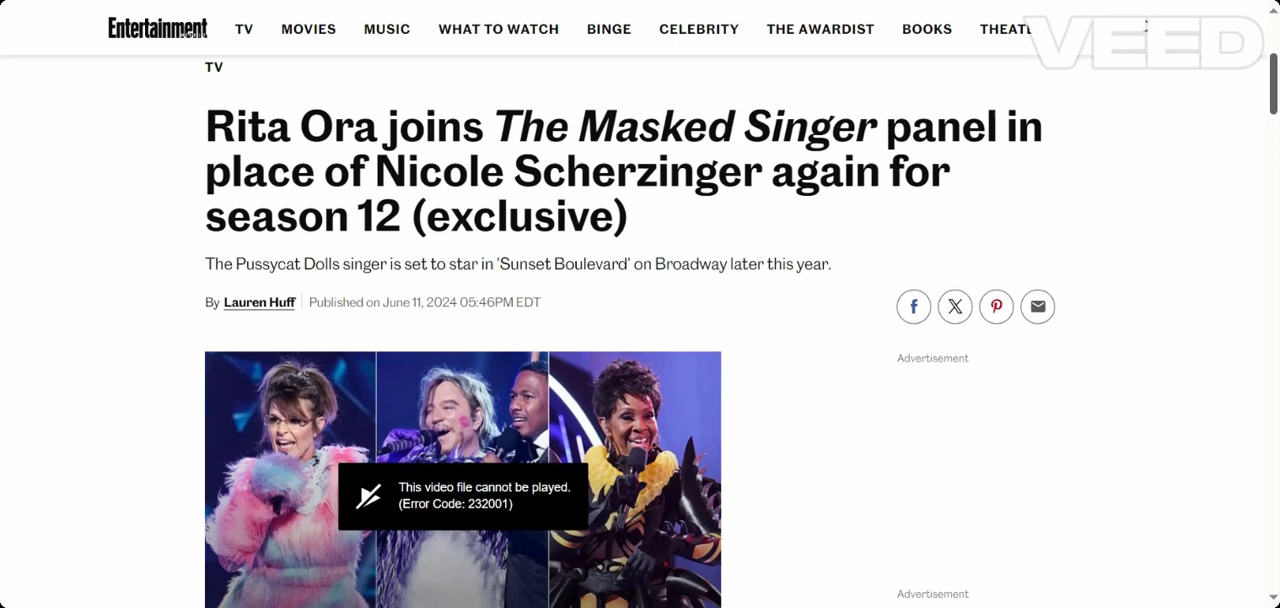 Entertainment TV MOVIES MUSIC WHAT TO WATCH BINGE CELEBRITY THE AWARDIST BOOKS
VEED
TV
Rita Ora joins The Masked Singer panel in
place of Nicole Scherzinger again for
season 12 (exclusive)
The Pussycat Dolls singer is set to star in 'Sunset Boulevard' on Broadway later this year.
By Lauren Huff Published on June 11, 2024 05:46PM EDT
Advertisement
This video file cannot be played.
(Error Code: 232001)
Advertisement